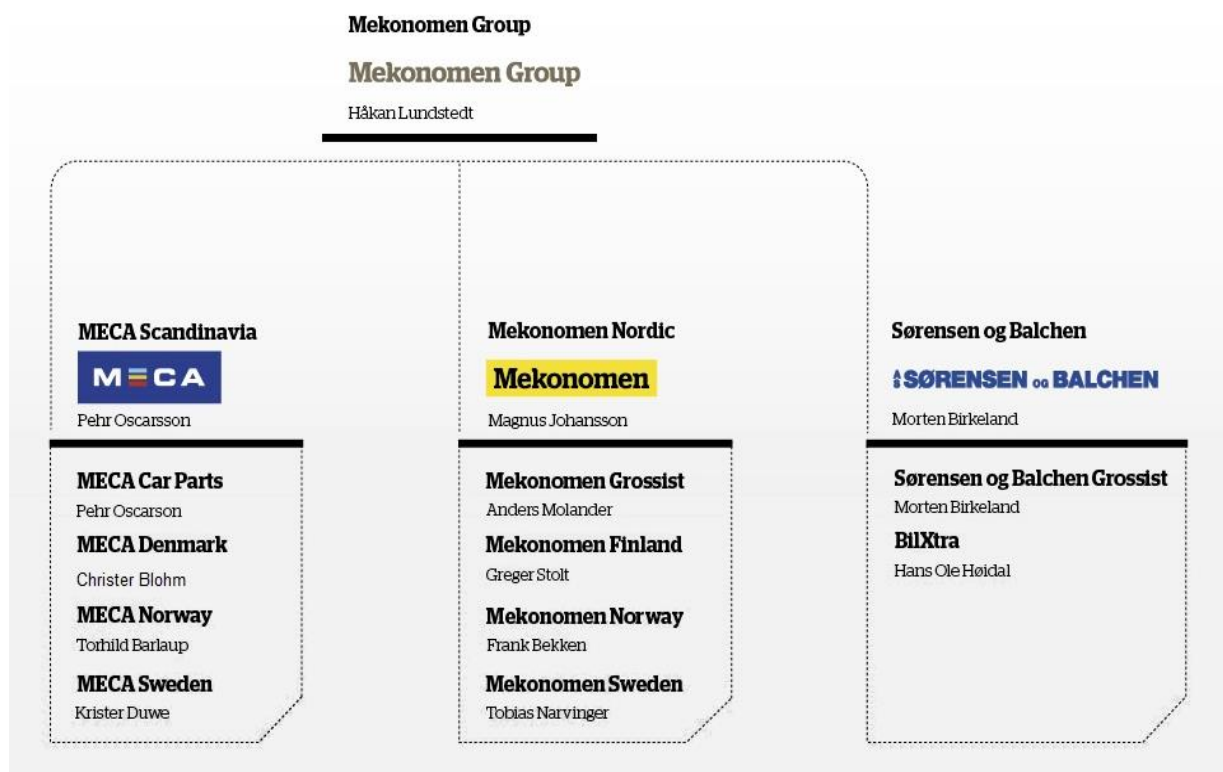 Mekonomen Group
Mekonomen Group
Håkan Lundstedt
MECA Scandinavia
MECA
Pehr Oscarsson
MECA Car Parts
Pehr Oscarson
MECA Denmark
Christer Blohm
MECA Norway
Torhild Barlaup
MECA Sweden
Krister Duwe
Mekonomen Nordic
Mekonomen
Magnus Johansson
Mekonomen Grossist
Anders Molander
Mekonomen Finland
Greger Stolt
Mekonomen Norway
Frank Bekken
Mekonomen Sweden
Tobias Narvinger
Sørensen og Balchen
AS SØRENSEN OG BALCHEN
Morten Birkeland
Sørensen og Balchen Grossist
Morten Birkeland
BilXtra
Hans Ole Høidal